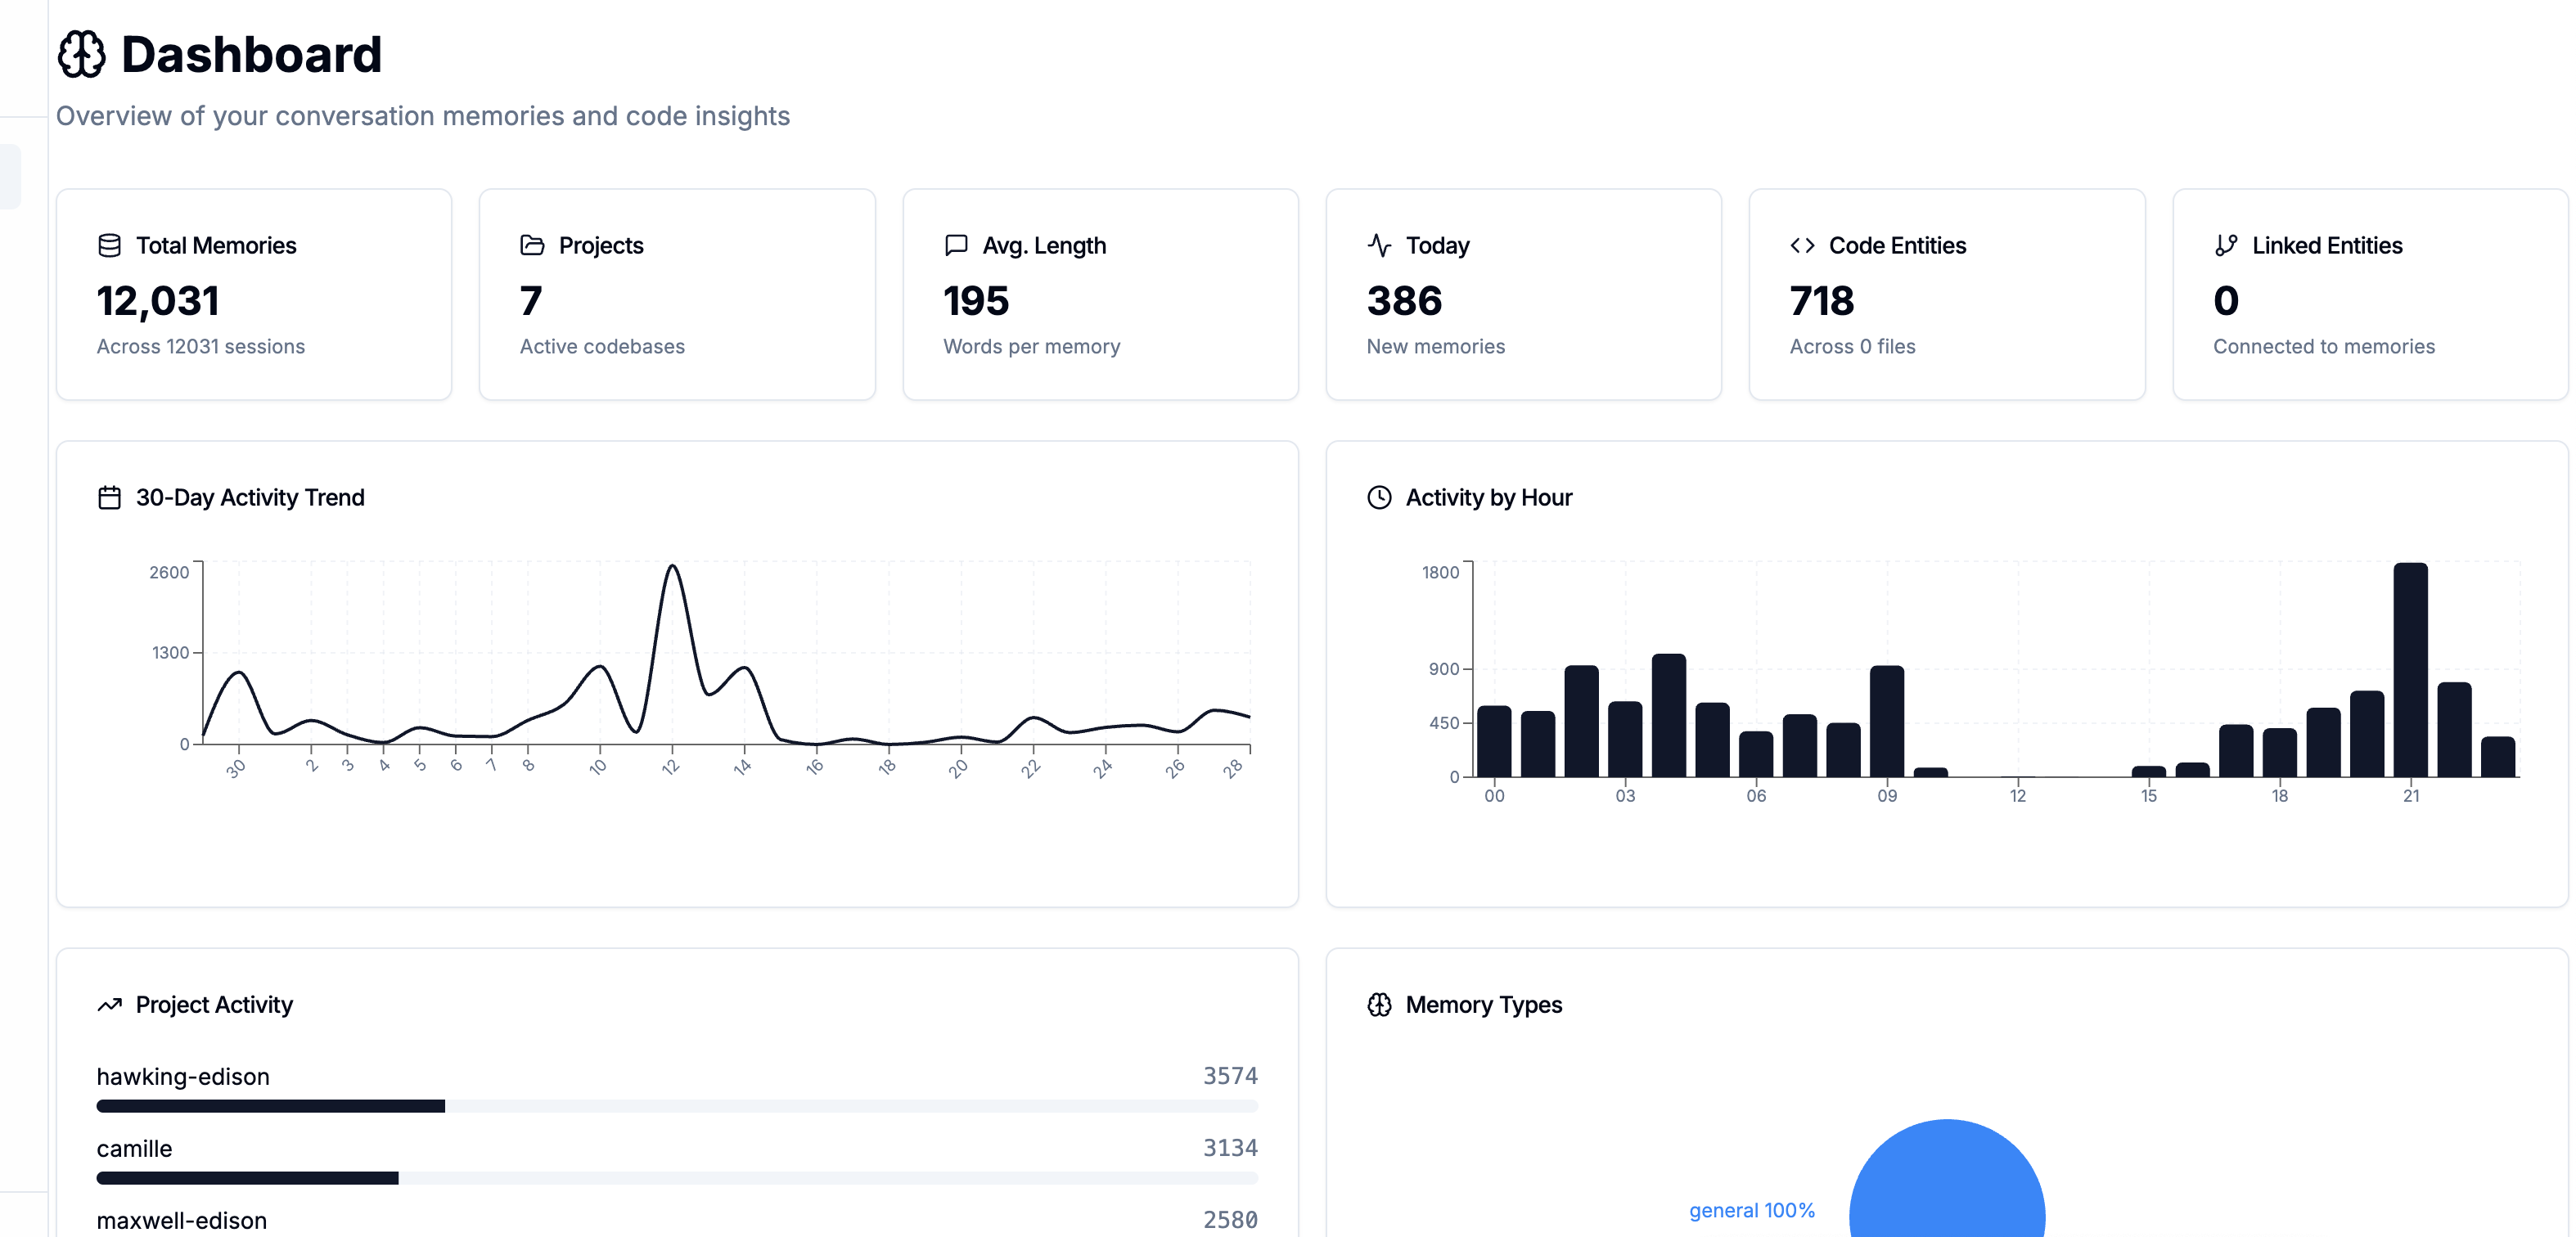 Dashboard
Overview of your conversation memories and code insights
Total Memories
12,031
Across 12031 sessions
Projects
7
Active codebases
Avg. Length
195
Words per memory
Today
386
New memories
Code Entities
718
Across 0 files
Linked Entities
0
Connected to memories
30-Day Activity Trend
2600
1300
0
30 2 3 4 5 6 7 8 10 12 14 16 18 20 22 24 26 28
Activity by Hour
1800
900
450
0
00 03 06 09 12 15 18 21
Project Activity
hawking-edison 3574
camille 3134
maxwell-edison 2580
Memory Types
general 100%